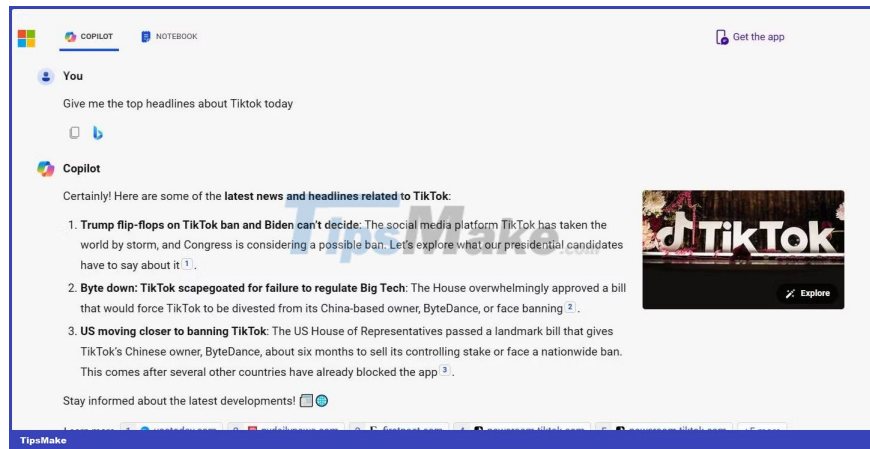 COPILOT
NOTEBOOK
Get the app
You
Give me the top headlines about Tiktok today
Copilot
Certainly! Here are some of the latest news and headlines related to TikTok:
1. Trump flip-flops on TikTok ban and Biden can't decide: The social media platform TikTok has taken the
world by storm, and Congress is considering a possible ban. Let's explore what our presidential candidates
have to say about it 1.
2. Byte down: TikTok scapegoated for failure to regulate Big Tech: The House overwhelmingly approved a bill
that would force TikTok to be divested from its China-based owner, ByteDance, or face banning 2.
3. US moving closer to banning TikTok: The US House of Representatives passed a landmark bill that gives
TikTok's Chinese owner, ByteDance, about six months to sell its controlling stake or face a nationwide ban.
This comes after several other countries have already blocked the app 3.
Stay informed about the latest developments!
TikTok
Explore
TipsMake.com
TipsMake